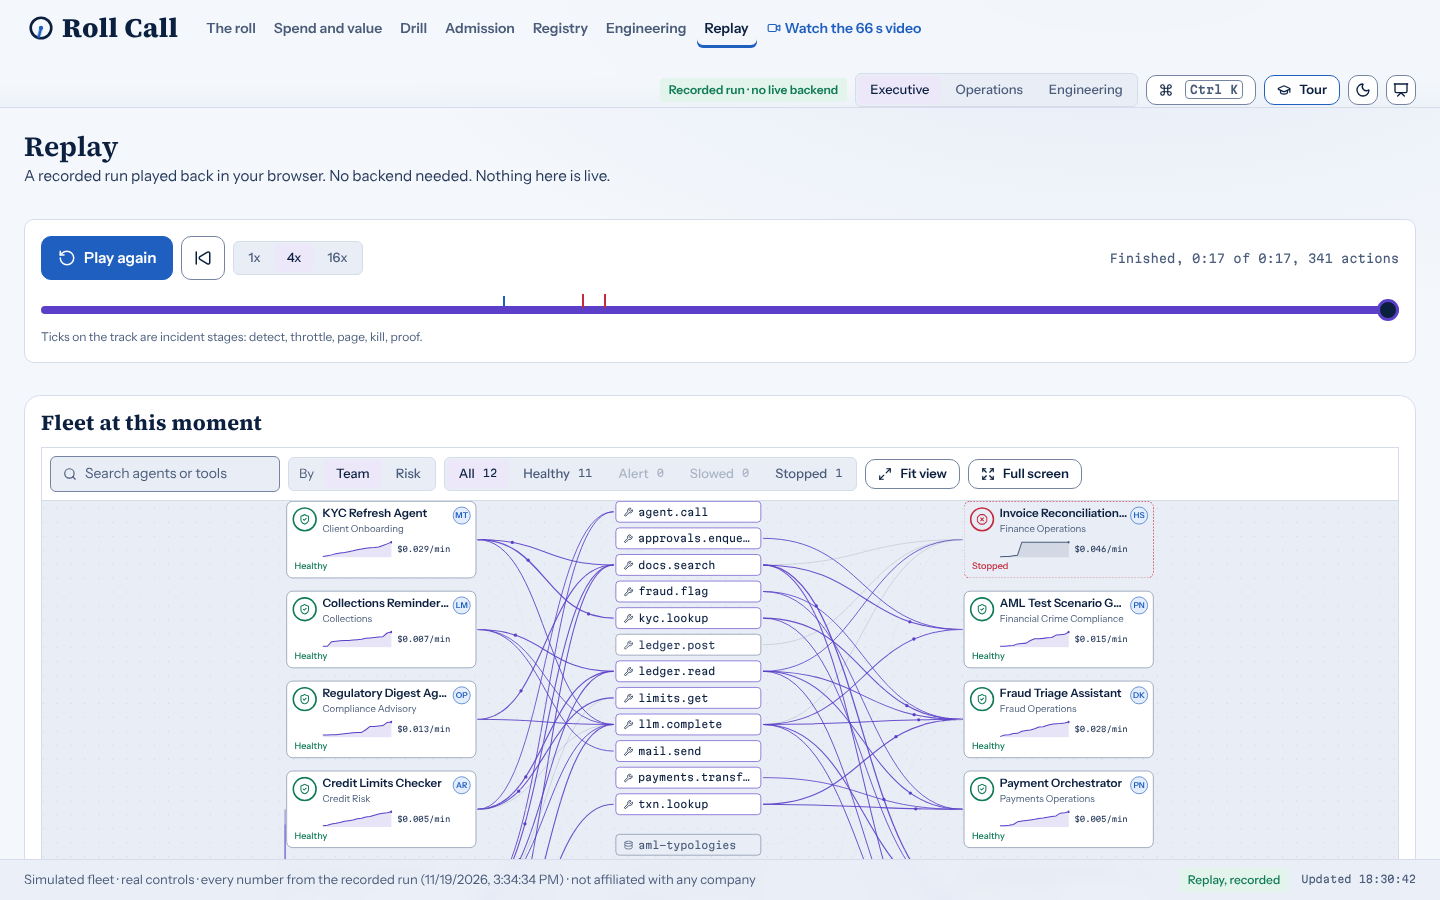 Roll Call
The roll
Spend and value
Drill
Admission
Registry
Engineering
Replay
Watch the 66 s video
Recorded run · no live backend
Executive
Operations
Engineering
⌘ Ctrl K
Tour
Replay
A recorded run played back in your browser. No backend needed. Nothing here is live.
Play again
1x
4x
16x
Finished, 0:17 of 0:17, 341 actions
Ticks on the track are incident stages: detect, throttle, page, kill, proof.
Fleet at this moment
Search agents or tools
By
Team
Risk
All 12
Healthy 11
Alert 0
Slowed 0
Stopped 1
Fit view
Full screen
KYC Refresh Agent
MT
Client Onboarding
$0.029/min
Healthy
Collections Reminder...
LM
Collections
$0.007/min
Healthy
Regulatory Digest Ag...
OP
Compliance Advisory
$0.013/min
Healthy
Credit Limits Checker
AR
Credit Risk
$0.005/min
Healthy
agent.call
approvals.enque...
docs.search
fraud.flag
kyc.lookup
ledger.post
ledger.read
limits.get
llm.complete
mail.send
payments.transf...
txn.lookup
aml-typologies
Invoice Reconciliation...
HS
Finance Operations
$0.046/min
Stopped
AML Test Scenario G...
PN
Financial Crime Compliance
$0.015/min
Healthy
Fraud Triage Assistant
DK
Fraud Operations
$0.028/min
Healthy
Payment Orchestrator
PN
Payments Operations
$0.005/min
Healthy
Simulated fleet · real controls · every number from the recorded run (11/19/2026, 3:34:34 PM) · not affiliated with any company
Replay, recorded
Updated 18:30:42